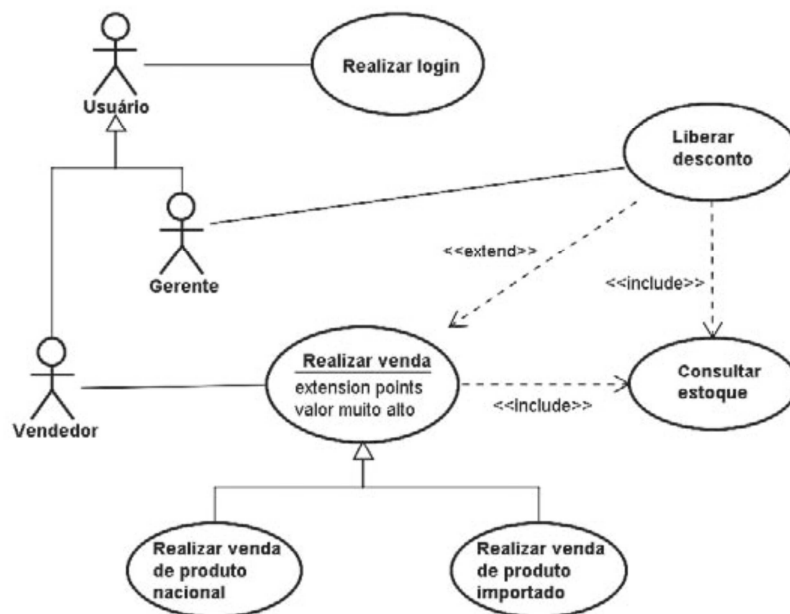 Realizar login
Usuário
Liberar
desconto
Gerente
<<extend>>
<<include>>
Realizar venda
extension points
valor muito alto
<<include>>
Consultar
estoque
Vendedor
Realizar venda
de produto
nacional
Realizar venda
de produto
importado